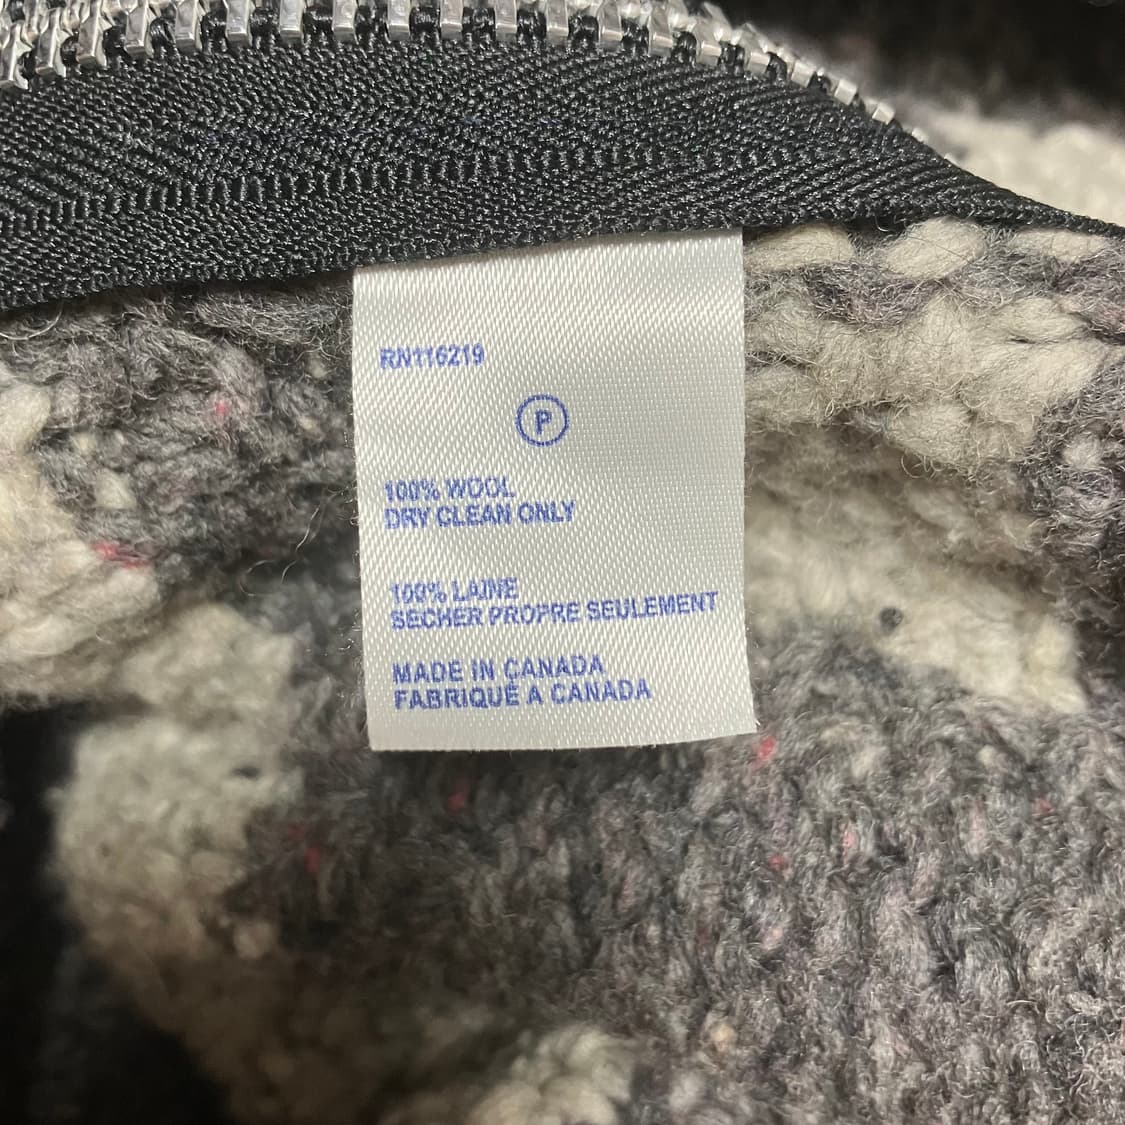 RN116219
P
100% WOOL
DRY CLEAN ONLY
100% LAINE
SECHER PROPRE SEULEMENT
MADE IN CANADA
FABRIQUÉ A CANADA